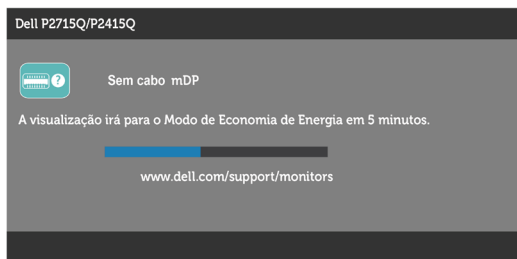 Dell P2715Q/P2415Q
?
Sem cabo mDP
A visualização irá para o Modo de Economia de Energia em 5 minutos.
www.dell.com/support/monitors